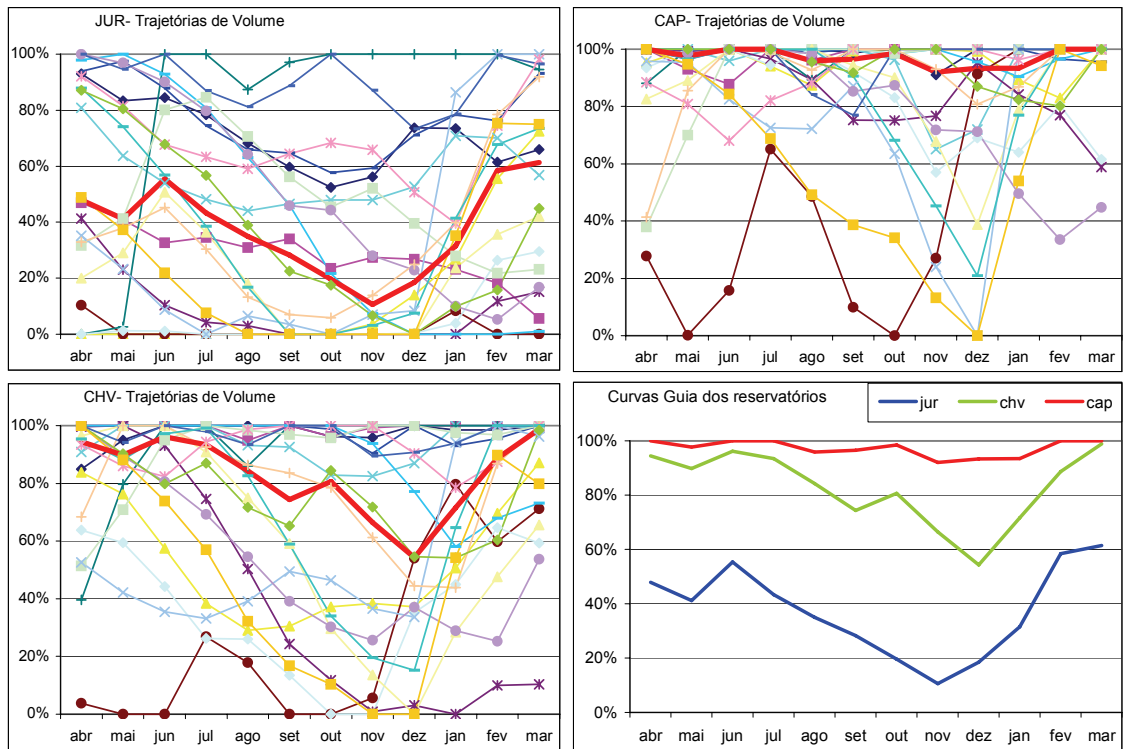 JUR- Trajetórias de Volume
100%
80%
60%
40%
20%
0%
abr mai jun jul ago set out nov dez jan fev mar
CAP- Trajetórias de Volume
100%
80%
60%
40%
20%
0%
abr mai jun jul ago set out nov dez jan fev mar
CHV- Trajetórias de Volume
100%
80%
60%
40%
20%
0%
abr mai jun jul ago set out nov dez jan fev mar
Curvas Guia dos reservatórios
jur chv cap
100%
80%
60%
40%
20%
0%
abr mai jun jul ago set out nov dez jan fev mar